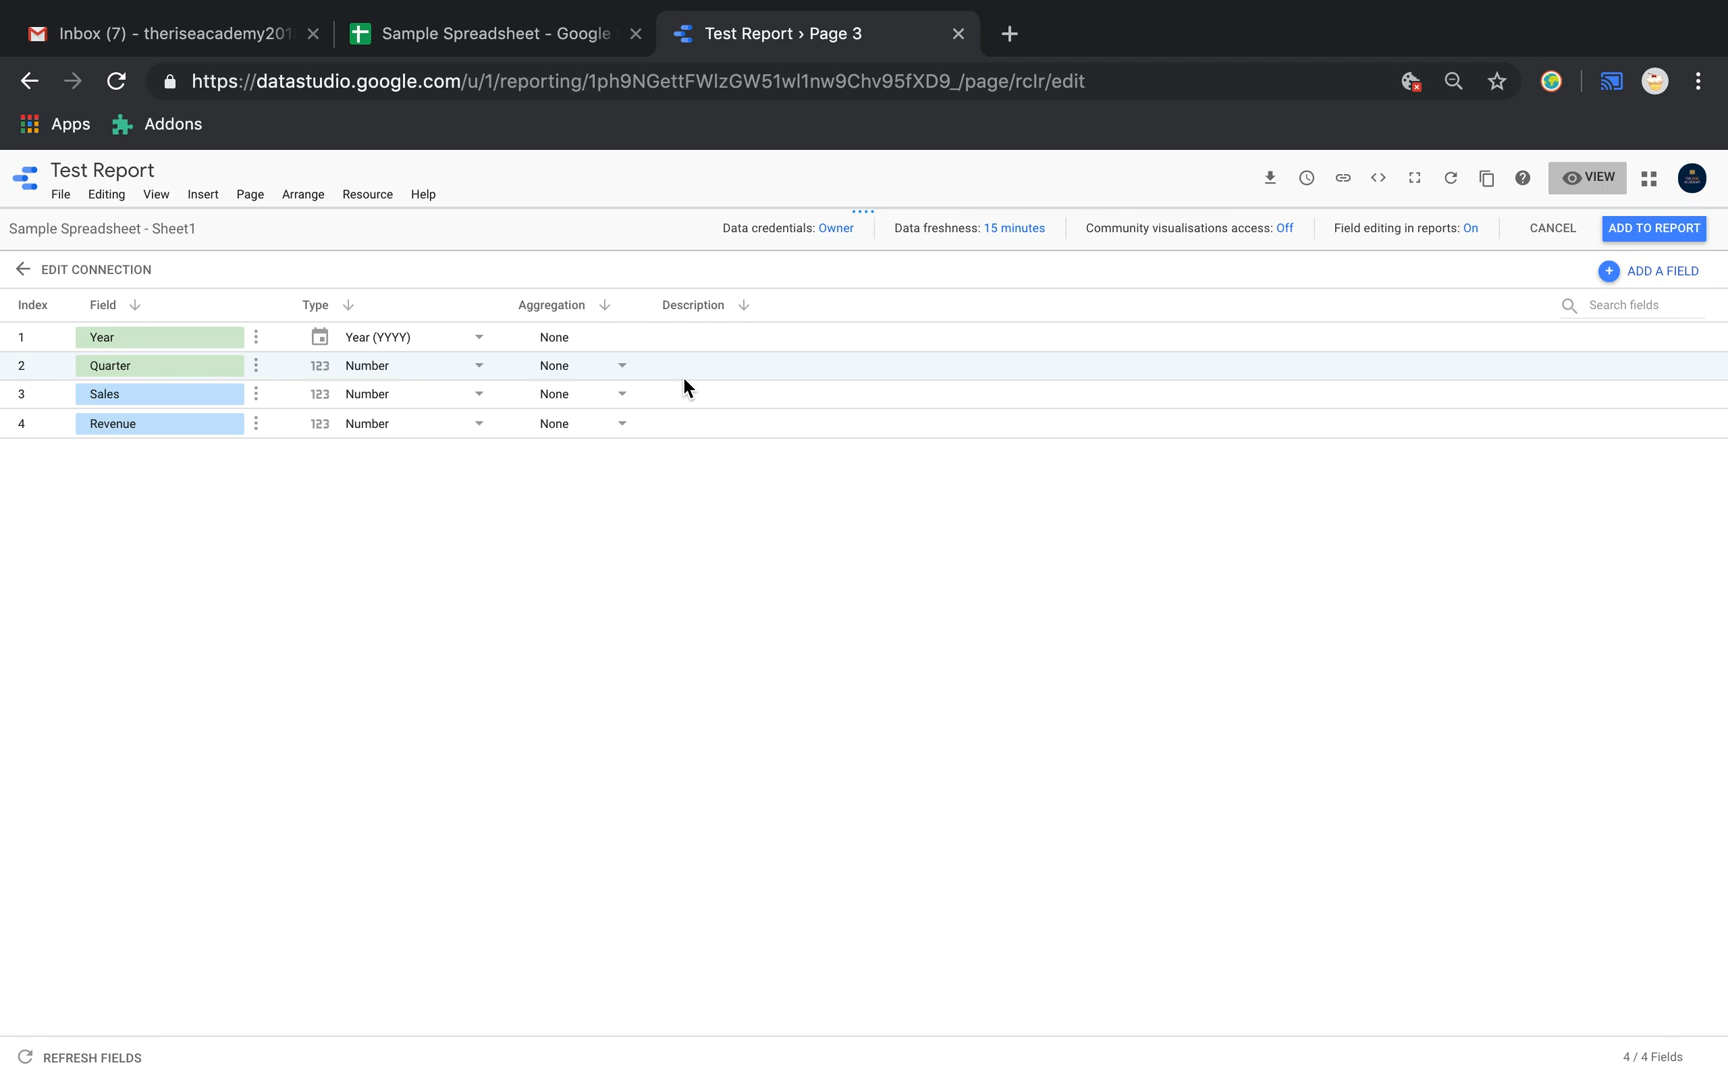 Inbox (7) - theriseacademy201
Sample Spreadsheet - Google
Test Report › Page 3
https://datastudio.google.com/u/1/reporting/1ph9NGettFWlzGW51wl1nw9Chv95fXD9_/page/rclr/edit
Apps Addons
Test Report
File Editing View Insert Page Arrange Resource Help
VIEW
Sample Spreadsheet - Sheet1
Data credentials: Owner Data freshness: 15 minutes Community visualisations access: Off Field editing in reports: On CANCEL ADD TO REPORT
EDIT CONNECTION
ADD A FIELD
Index Field Type Aggregation Description Search fields
1 Year Year (YYYY) None
2 Quarter 123 Number None
3 Sales 123 Number None
4 Revenue 123 Number None
REFRESH FIELDS
4 / 4 Fields